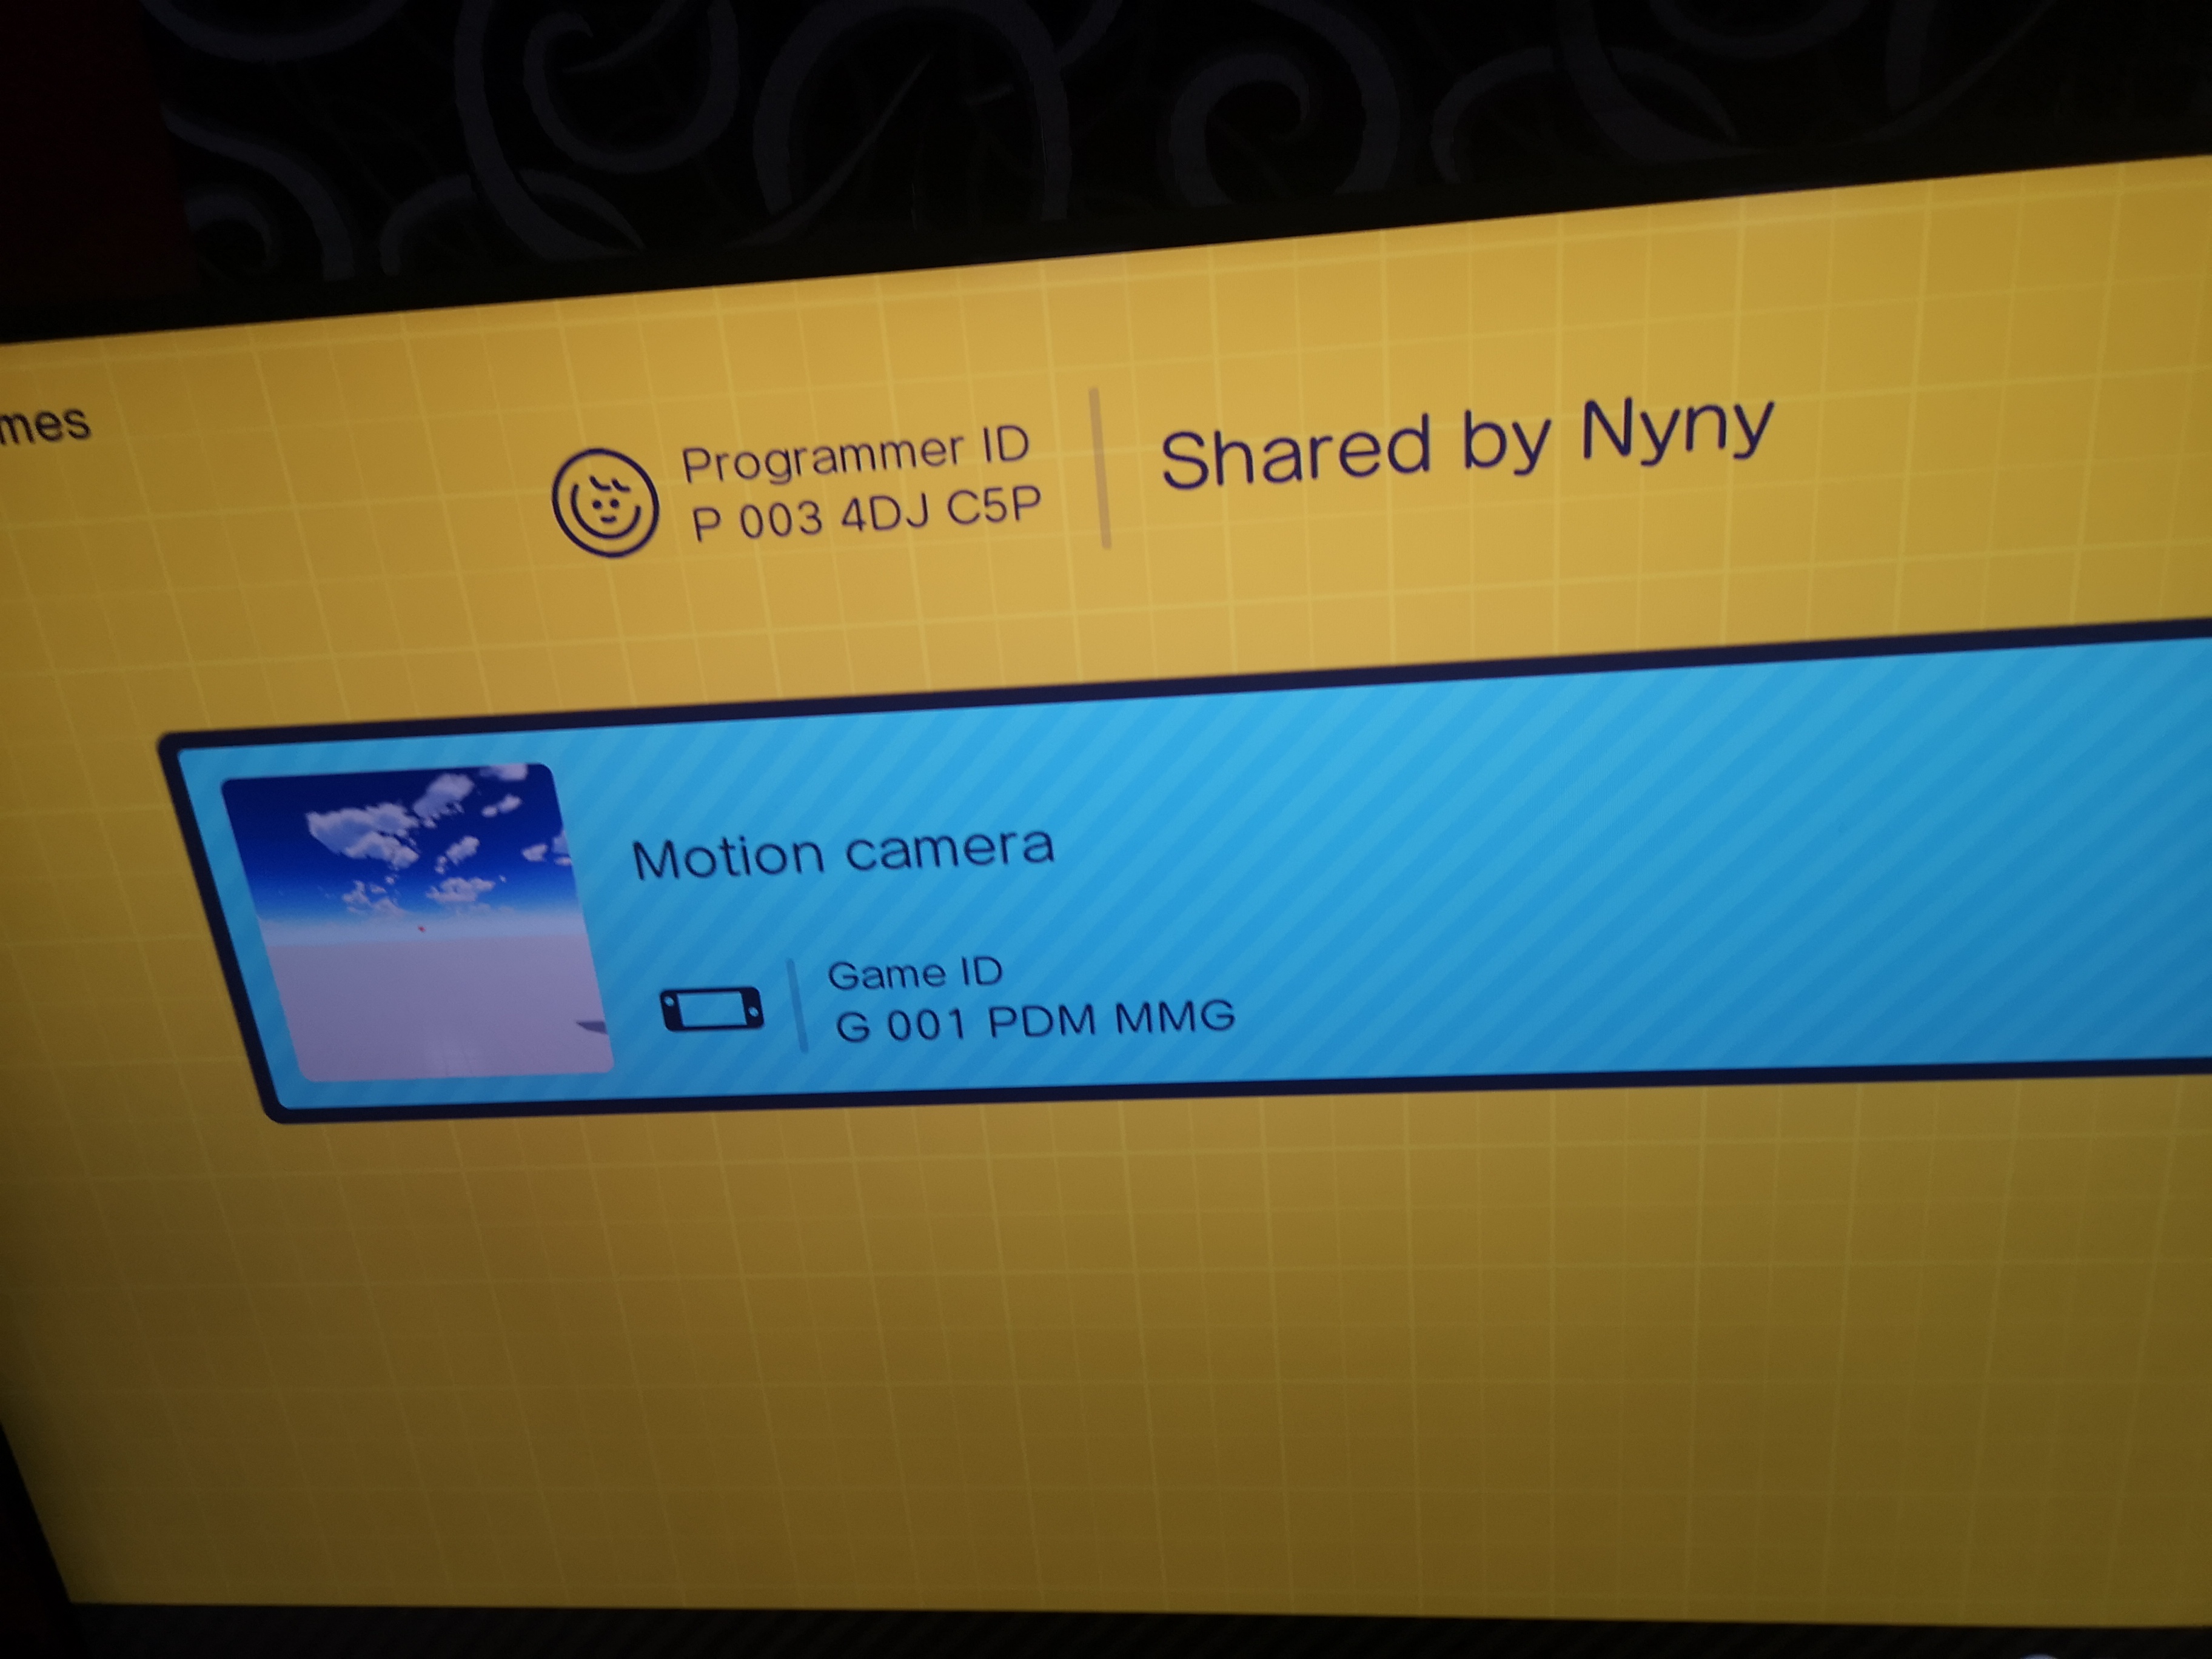 mes
Programmer ID
P 003 4DJ C5P
Shared by Nyny
Motion camera
Game ID
G 001 PDM MMG